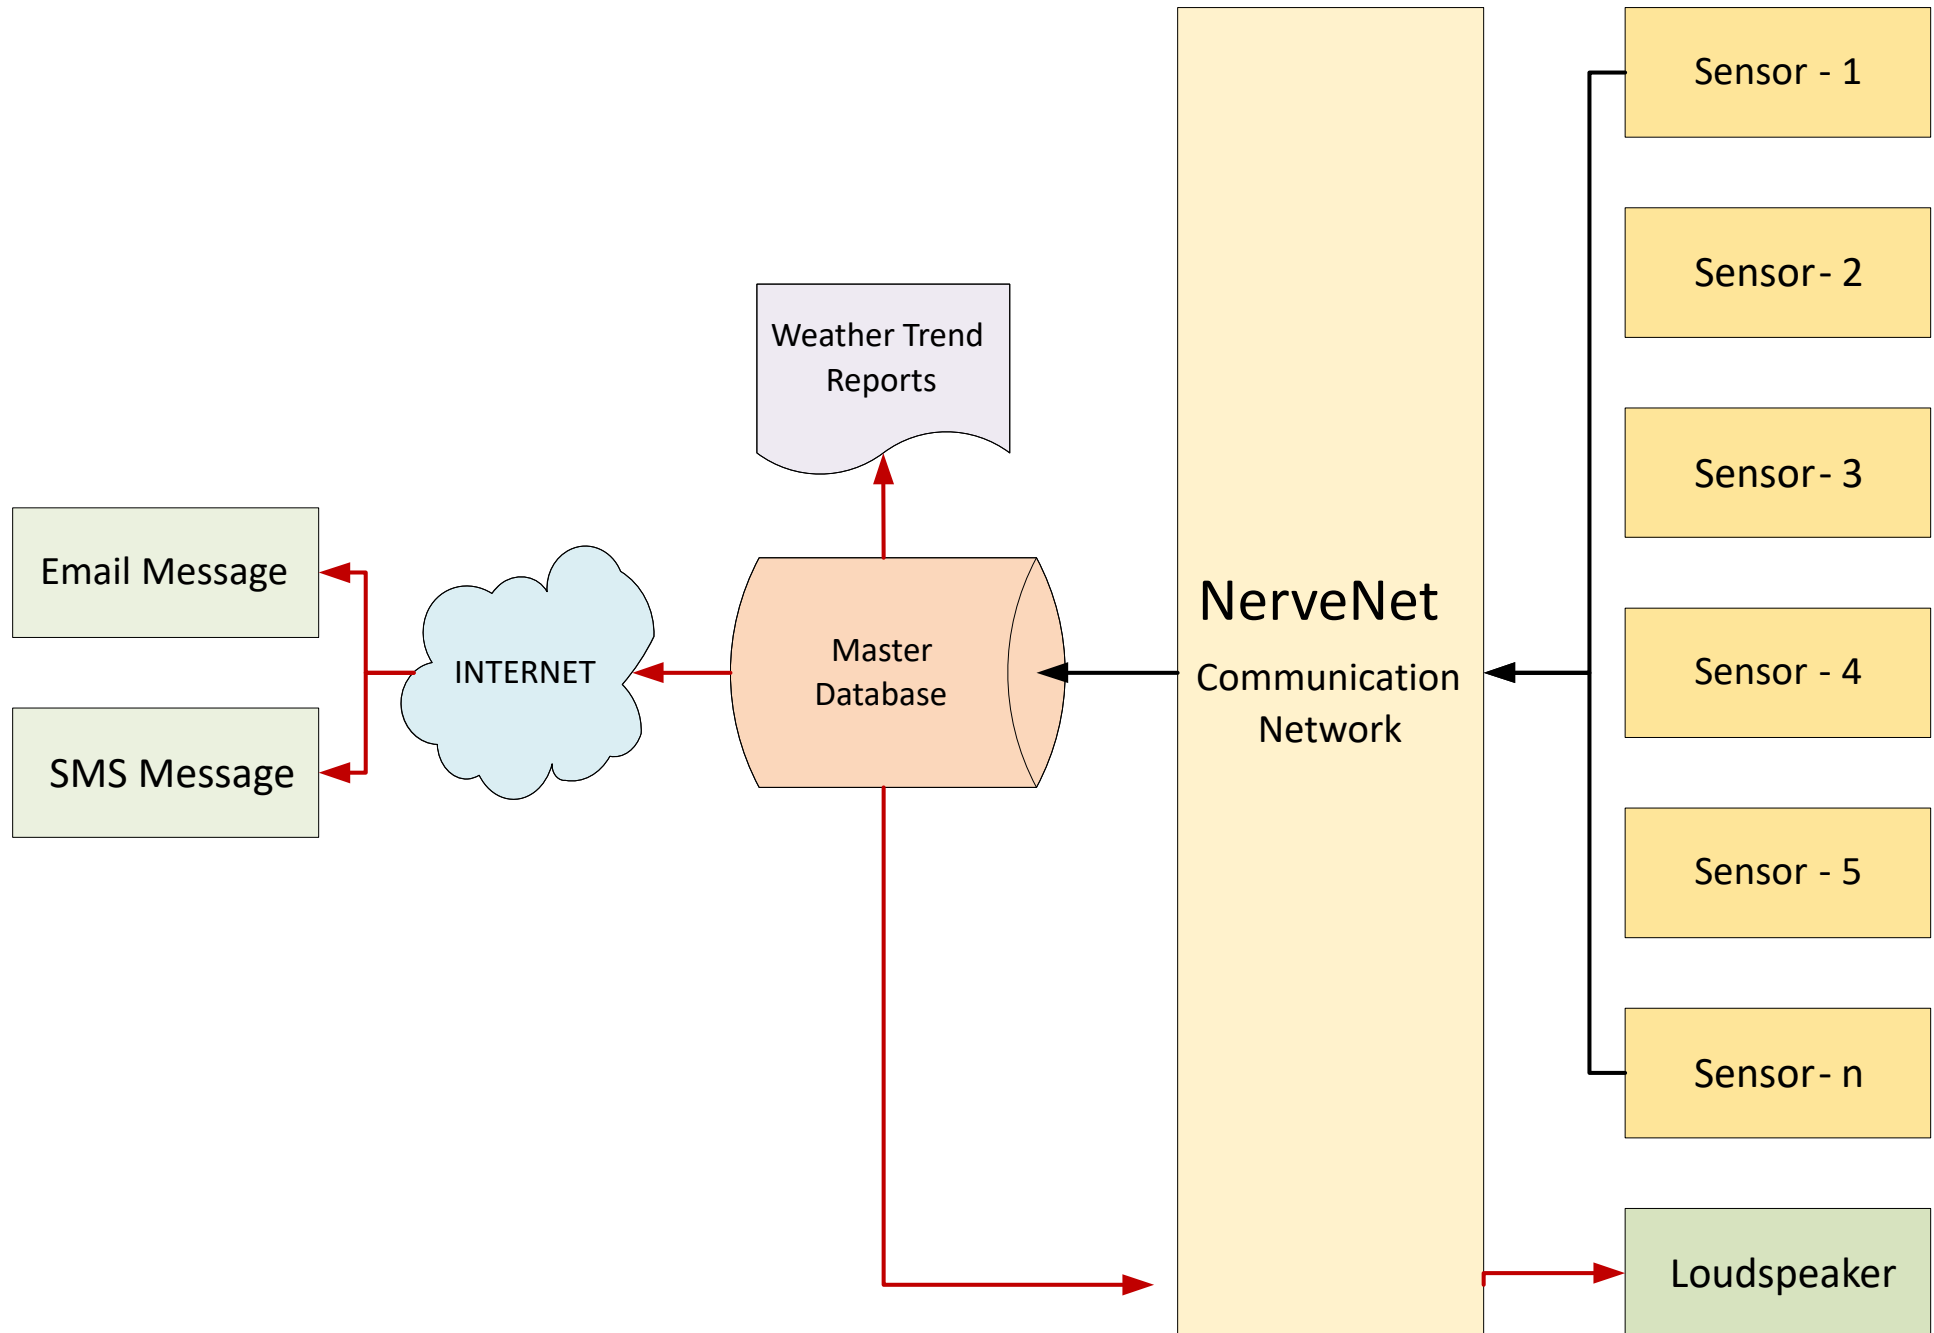 Sensor - 1
Sensor - 2
Weather Trend
Reports
Sensor - 3
Email Message
SMS Message
INTERNET
Master
Database
NerveNet
Communication
Network
Sensor - 4
Sensor - 5
Sensor - n
Loudspeaker